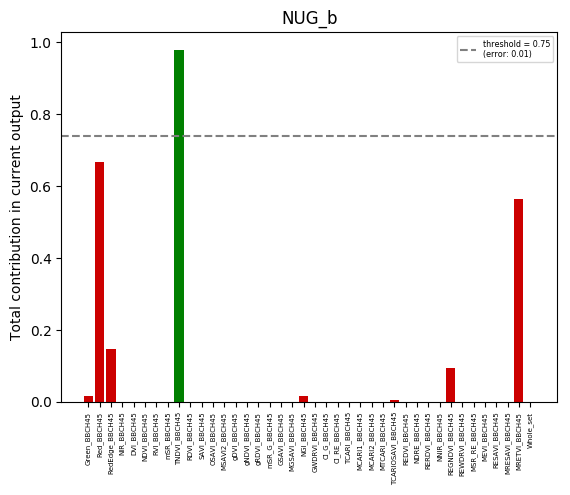 NUG_b
threshold = 0.75
(error: 0.01)
Total contribution in current output
1.0
0.8
0.6
0.4
0.2
0.0
Green_BBCH45
Red_BBCH45
RedEdge_BBCH45
NIR_BBCH45
DVI_BBCH45
NDVI_BBCH45
RVI_BBCH45
mSR_BBCH45
TNDVI_BBCH45
RDVI_BBCH45
SAVI_BBCH45
OSAVI_BBCH45
MSAVI2_BBCH45
gDVI_BBCH45
gNDVI_BBCH45
gRDVI_BBCH45
mSR_G_BBCH45
GSAVI_BBCH45
MGSAVI_BBCH45
NGI_BBCH45
GWDRVI_BBCH45
CI_G_BBCH45
CI_RE_BBCH45
TCARI_BBCH45
MCARI1_BBCH45
MCARI2_BBCH45
MTCARI_BBCH45
TCARIOSAVI_BBCH45
REDVI_BBCH45
NDRE_BBCH45
RERDVI_BBCH45
NNIR_BBCH45
REGNDVI_BBCH45
REWDRVI_BBCH45
MSR_RE_BBCH45
MEVI_BBCH45
RESAVI_BBCH45
MRESAVI_BBCH45
MRETVI_BBCH45
Whole_set